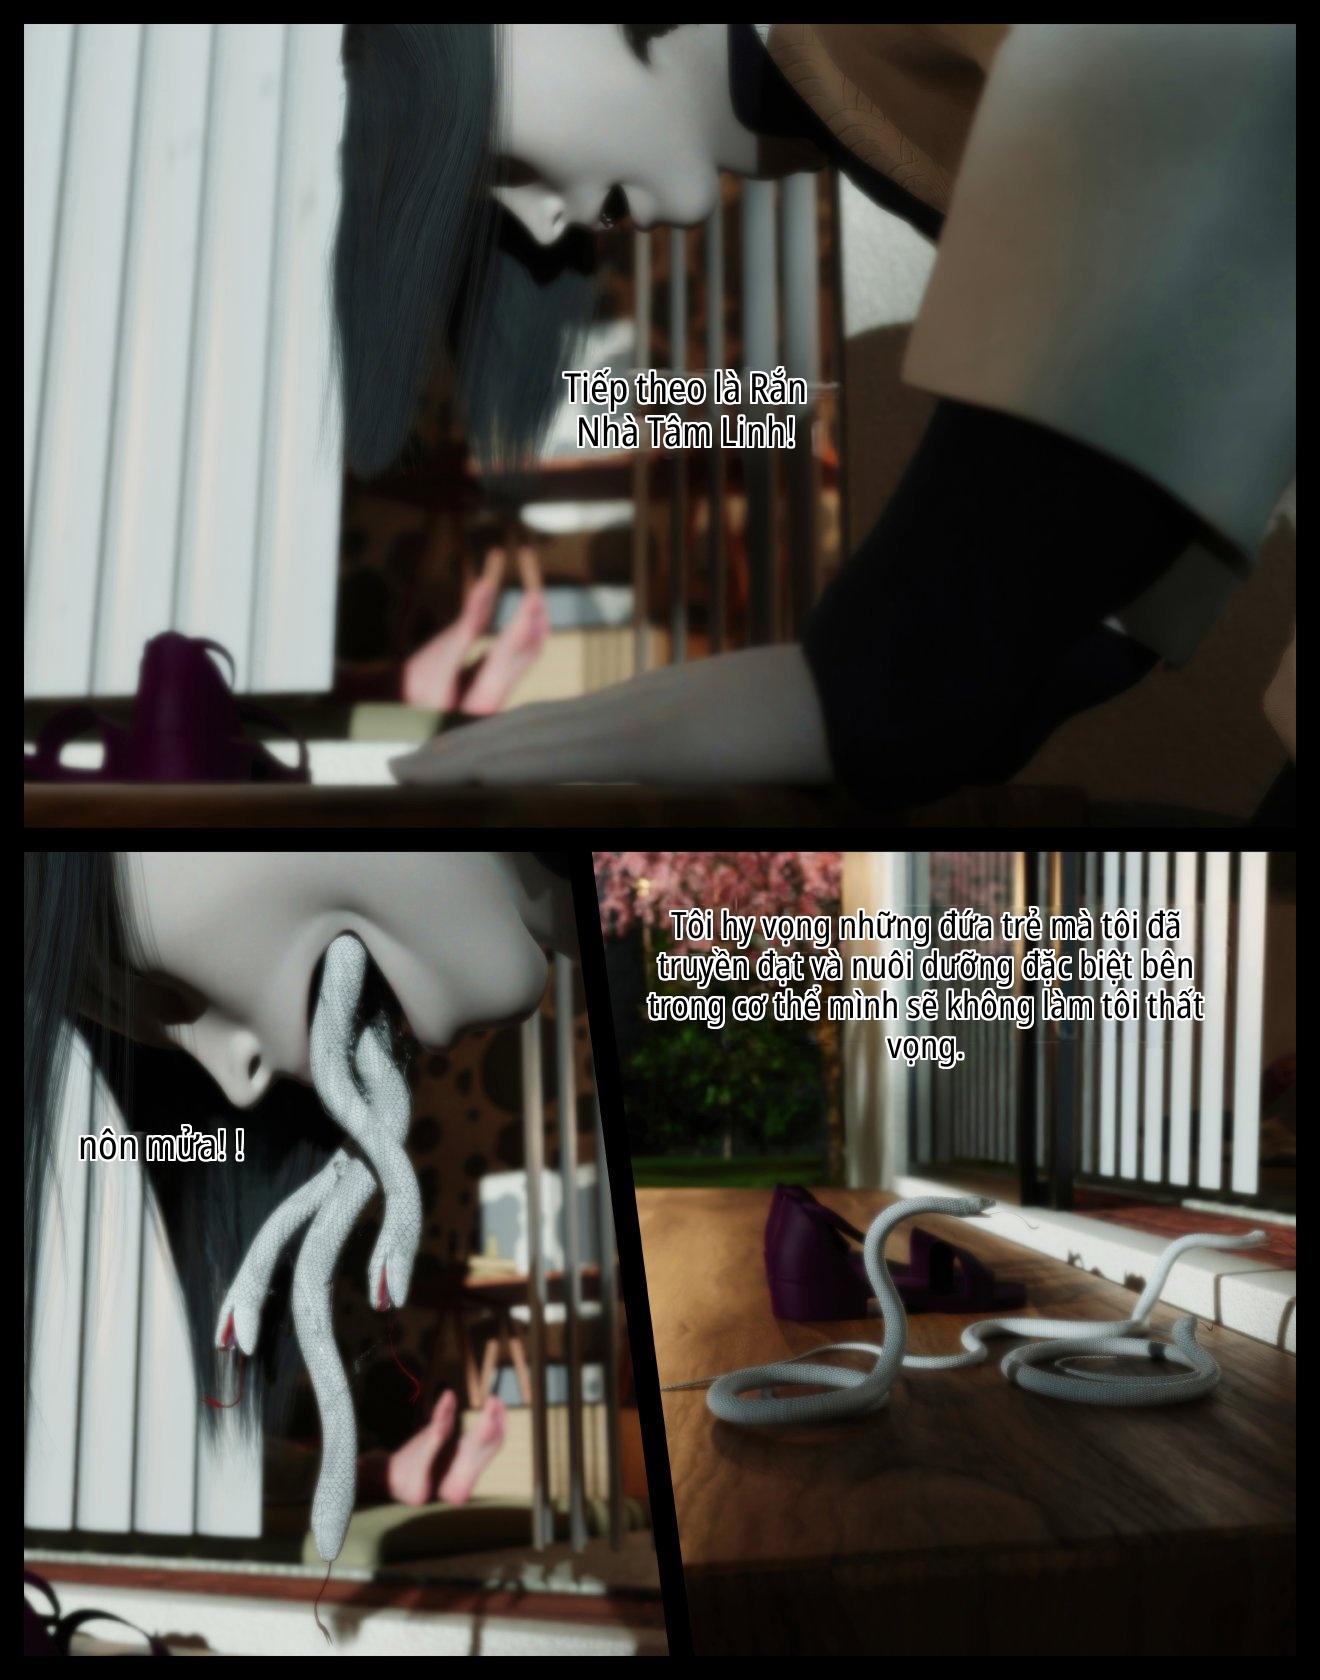 Tiếp theo là Rắn
Nhà Tâm Linh!
nôn mửa! !
Tôi hy vọng những đứa trẻ mà tôi đã
truyền đạt và nuôi dưỡng đặc biệt bên
trong cơ thể mình sẽ không làm tôi thất
vọng.